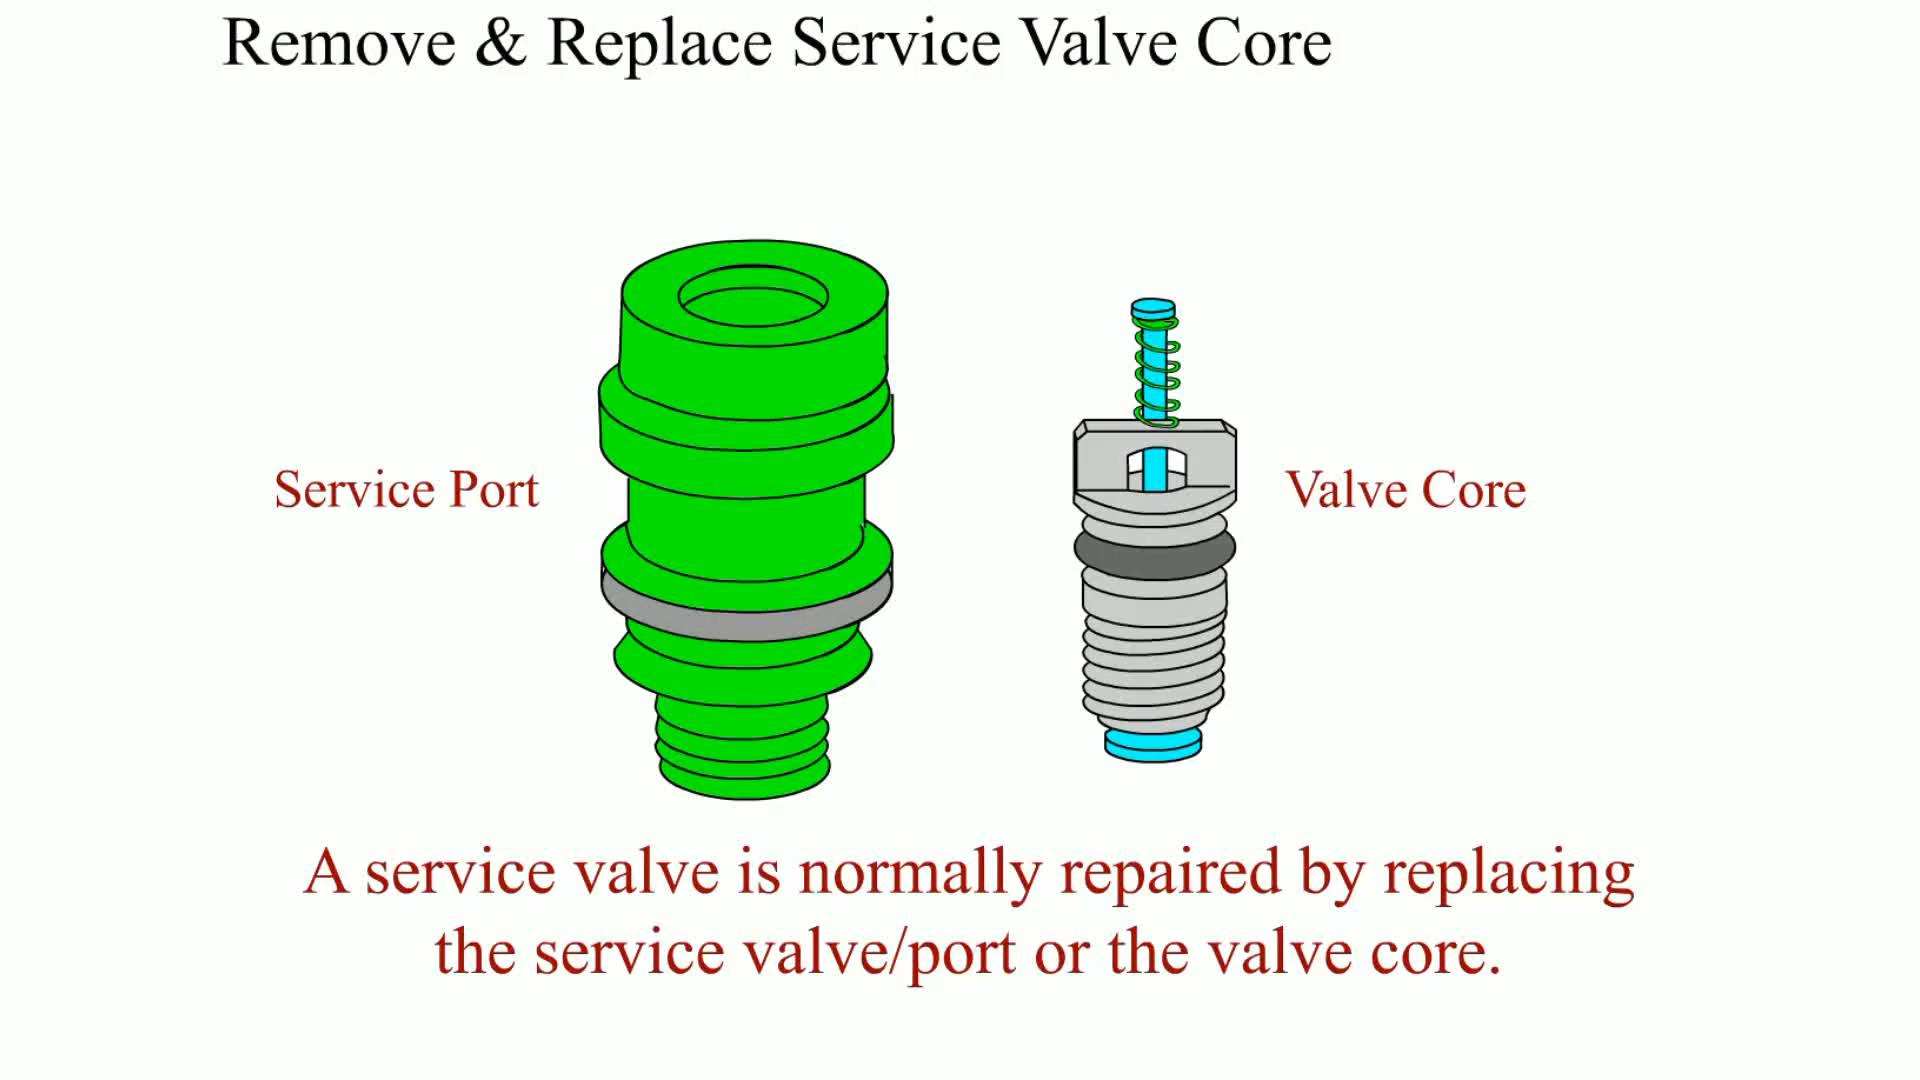 Remove & Replace Service Valve Core
Service Port
Valve Core
A service valve is normally repaired by replacing
the service valve/port or the valve core.